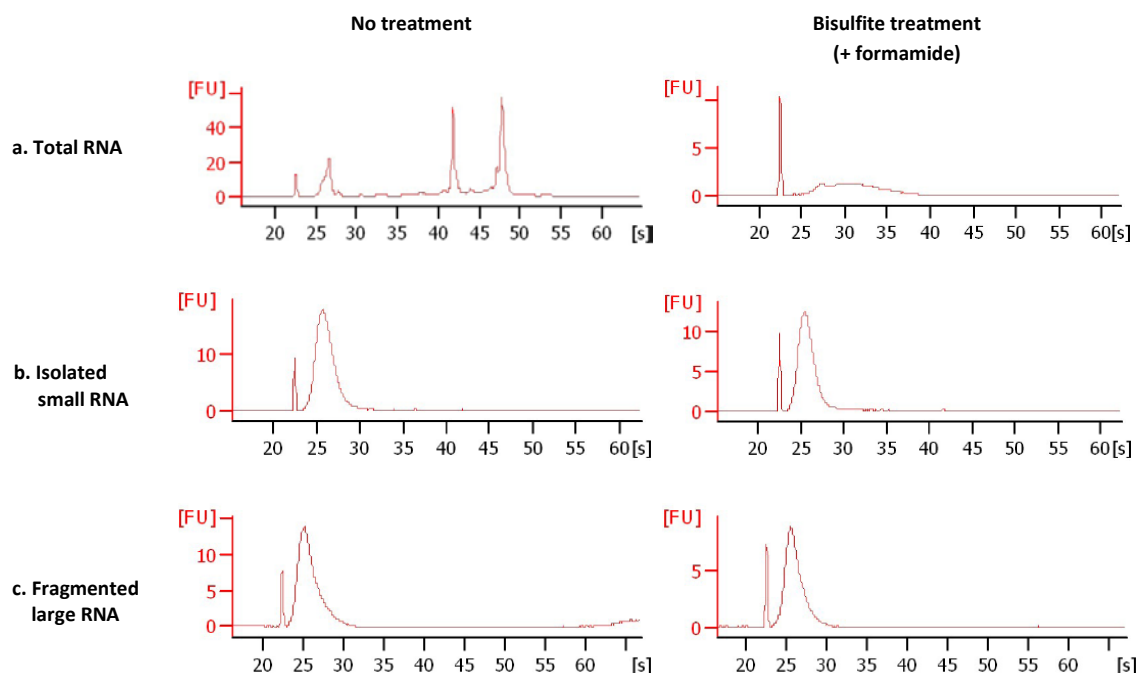 No treatment
Bisulfite treatment
(+ formamide)
a. Total RNA
[FU]
40
20
0
20 25 30 35 40 45 50 55 60 [s]
[FU]
5
0
20 25 30 35 40 45 50 55 60 [s]
b. Isolated
small RNA
[FU]
10
0
20 25 30 35 40 45 50 55 60 [s]
[FU]
10
5
0
20 25 30 35 40 45 50 55 60 [s]
c. Fragmented
large RNA
[FU]
10
5
0
20 25 30 35 40 45 50 55 60 [s]
[FU]
5
0
20 25 30 35 40 45 50 55 60 [s]